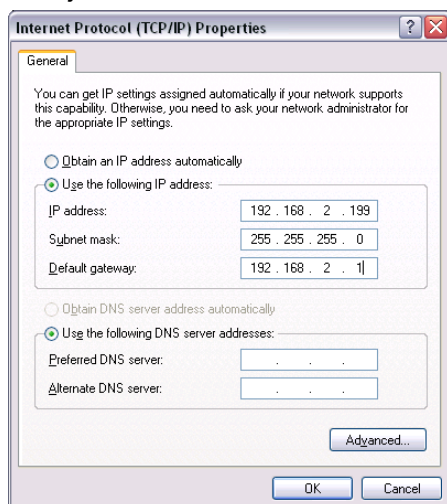 Internet Protocol (TCP/IP) Properties
General
You can get IP settings assigned automatically if your network supports
this capability. Otherwise, you need to ask your network administrator for
the appropriate IP settings.
Obtain an IP address automatically
Use the following IP address:
IP address: 192 . 168 . 2 . 199
Subnet mask: 255 . 255 . 255 . 0
Default gateway: 192 . 168 . 2 . 1
Obtain DNS server address automatically
Use the following DNS server addresses:
Preferred DNS server: . . .
Alternate DNS server: . . .
Advanced...
OK Cancel